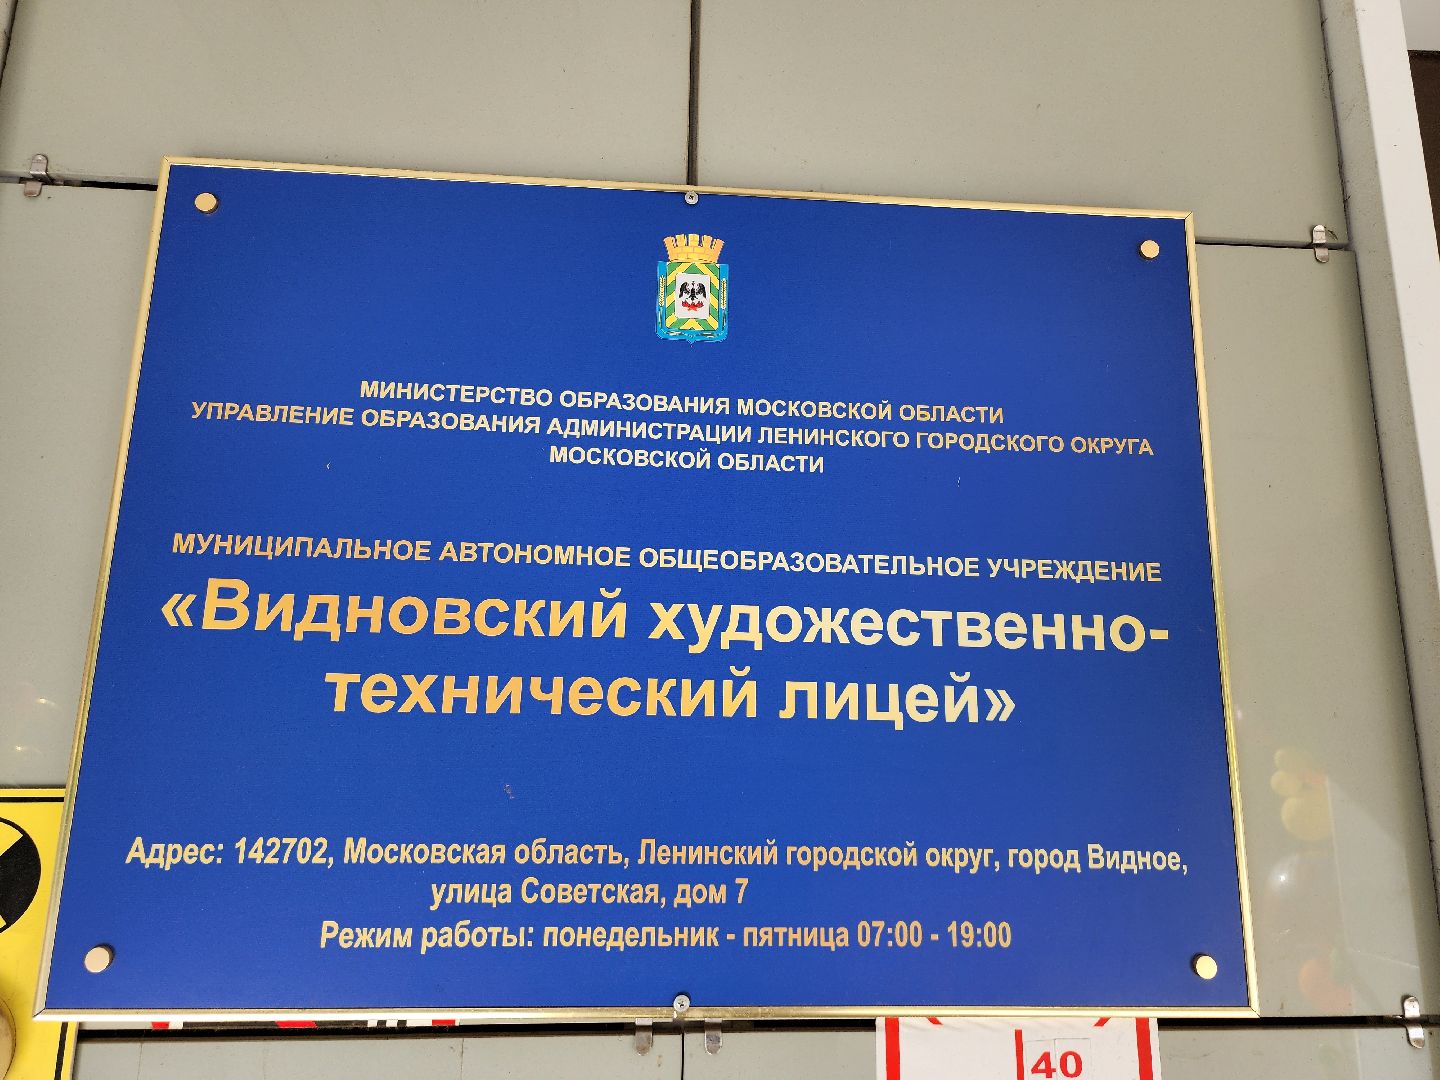 МИНИСТЕРСТВО ОБРАЗОВАНИЯ МОСКОВСКОЙ ОБЛАСТИ
УПРАВЛЕНИЕ ОБРАЗОВАНИЯ АДМИНИСТРАЦИИ ЛЕНИНСКОГО ГОРОДСКОГО ОКРУГА
МОСКОВСКОЙ ОБЛАСТИ
МУНИЦИПАЛЬНОЕ АВТОНОМНОЕ ОБЩЕОБРАЗОВАТЕЛЬНОЕ УЧРЕЖДЕНИЕ
«Видновский художественно-
технический лицей»
Адрес: 142702, Московская область, Ленинский городской округ, город Видное,
улица Советская, дом 7
Режим работы: понедельник - пятница 07:00 - 19:00
40